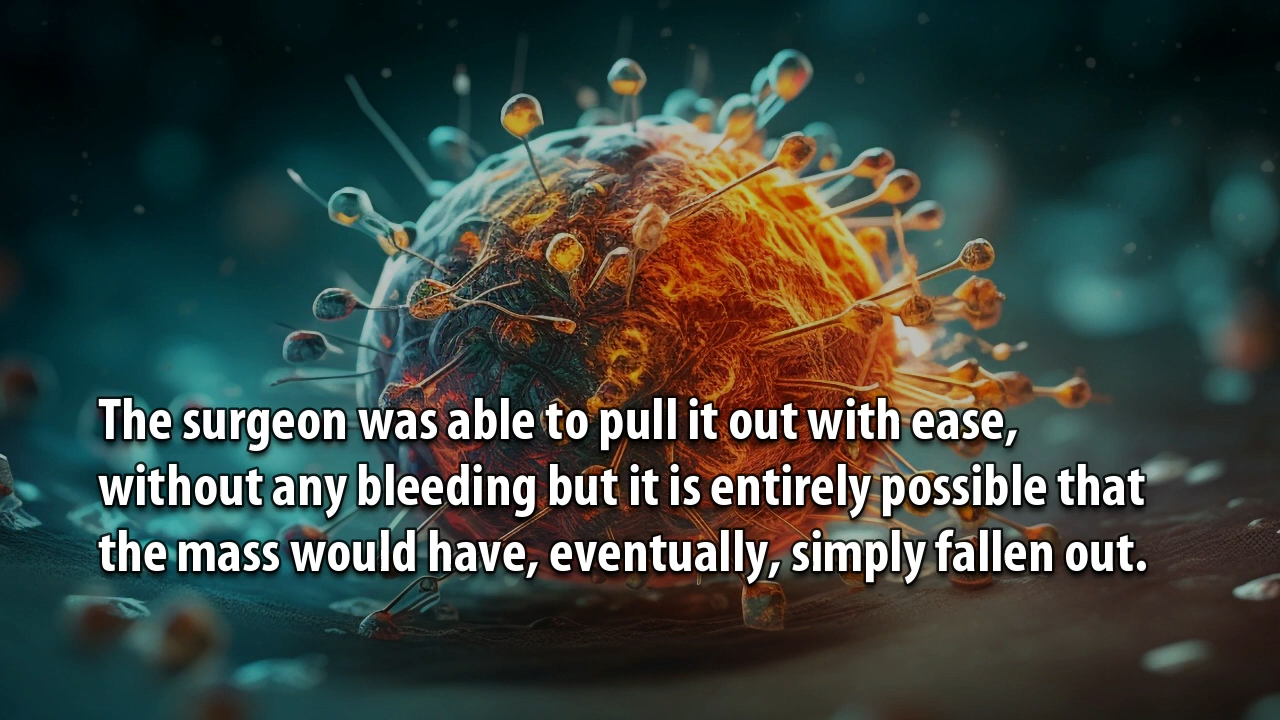 The surgeon was able to pull it out with ease,
without any bleeding but it is entirely possible that
the mass would have, eventually, simply fallen out.